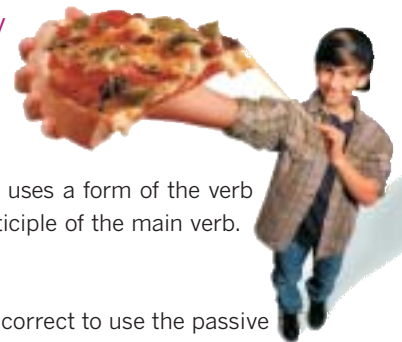 y
uses a form of the verb
ticiple of the main verb.
correct to use the passive